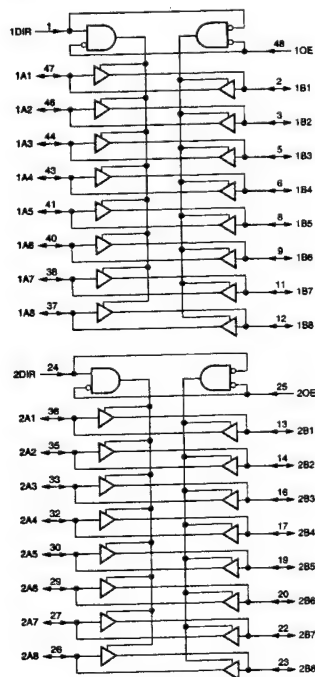 1DIR 1
48 1OE
1A1 47 2 1B1
1A2 46 3 1B2
1A3 44 5 1B3
1A4 43 6 1B4
1A5 41 8 1B5
1A6 40 9 1B6
1A7 38 11 1B7
1A8 37 12 1B8
2DIR 24
25 2OE
2A1 36 13 2B1
2A2 35 14 2B2
2A3 33 16 2B3
2A4 32 17 2B4
2A5 30 19 2B5
2A6 29 20 2B6
2A7 27 22 2B7
2A8 26 23 2B8